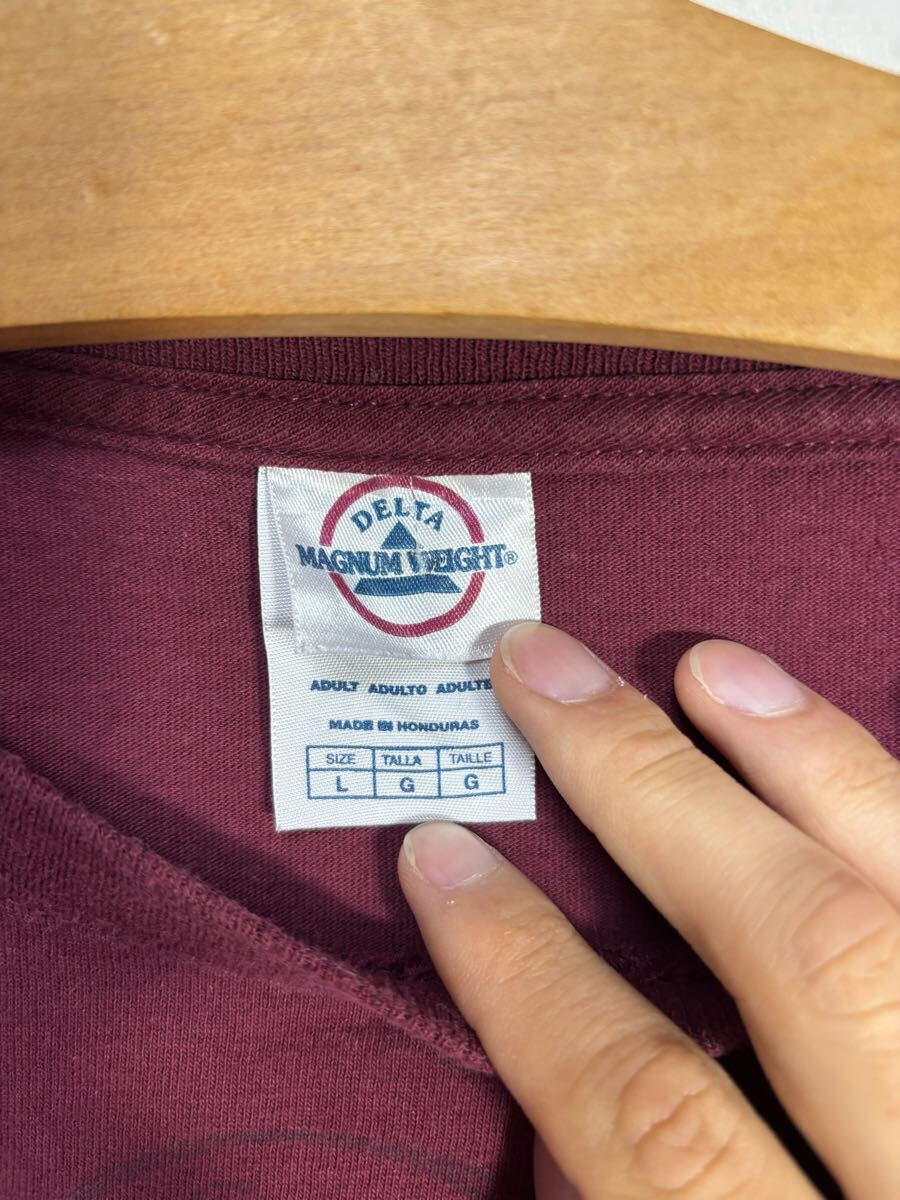 DELTA
MAGNUM WEIGHT®
ADULT ADULTO ADULTE
MADE IN HONDURAS
SIZE TALLA TAILLE
L G G